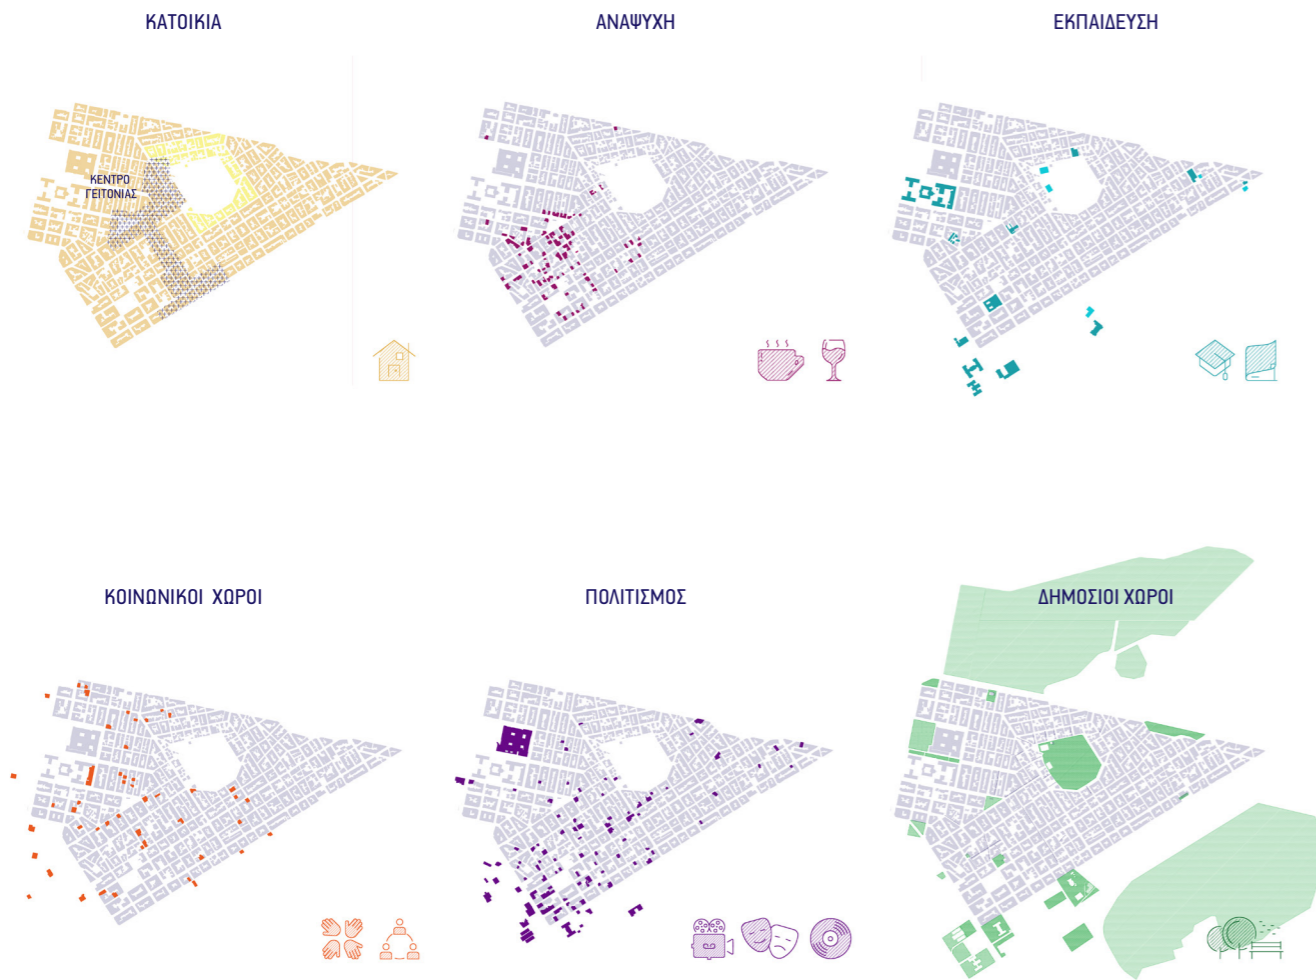 ΚΑΤΟΙΚΙΑ
ΑΝΑΨΥΧΗ
ΕΚΠΑΙΔΕΥΣΗ
ΚΕΝΤΡΟ
ΓΕΙΤΟΝΙΑΣ
ΚΟΙΝΩΝΙΚΟΙ ΧΩΡΟΙ
ΠΟΛΙΤΙΣΜΟΣ
ΔΗΜΟΣΙΟΙ ΧΩΡΟΙ